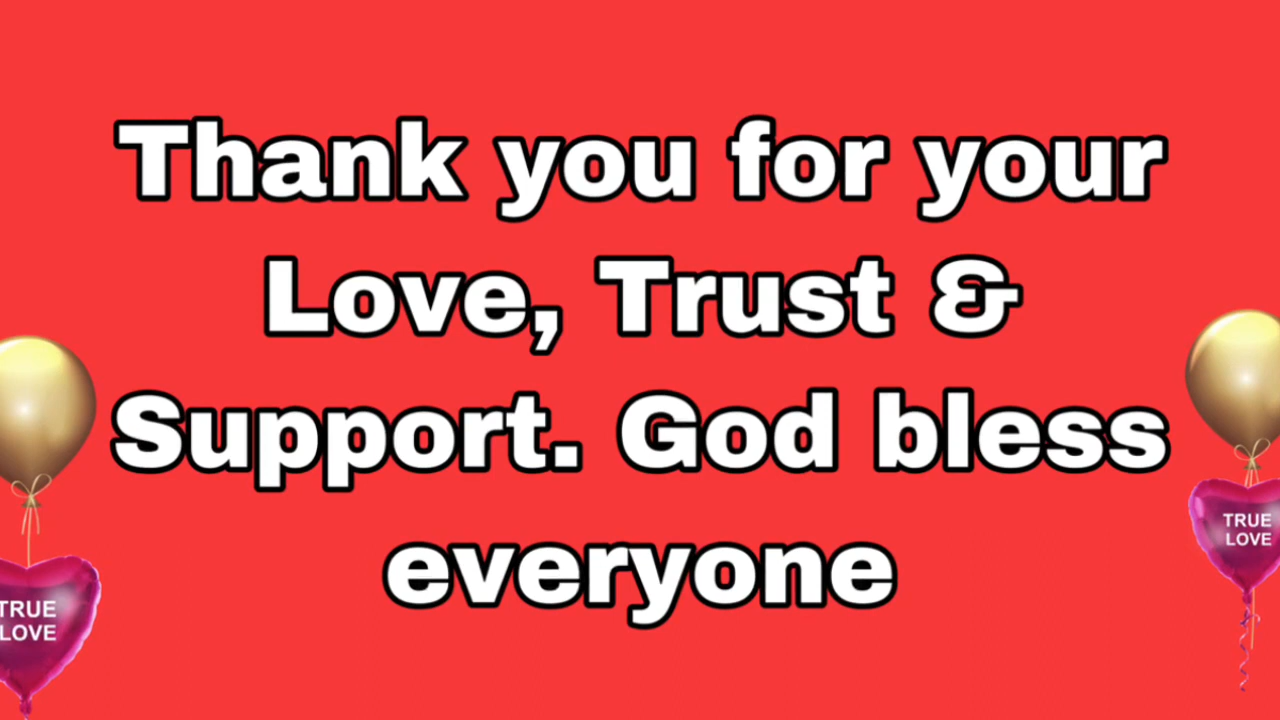 Thank you for your
Love, Trust &
Support. God bless
everyone
TRUE
LOVE
TRUE
LOVE